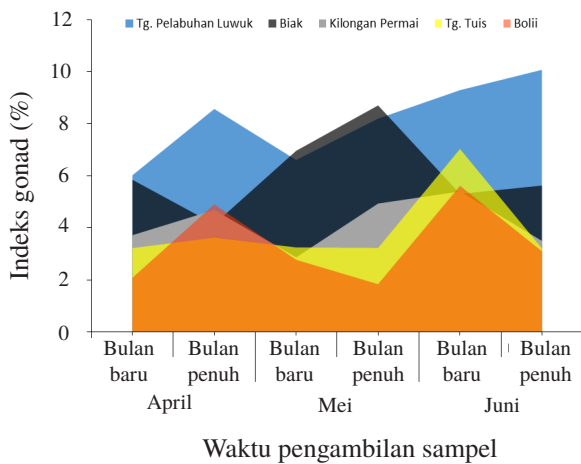 12
Tg. Pelabuhan Luwuk Biak Kilongan Permai Tg. Tuis Bolii
10
8
6
4
2
0
Indeks gonad (%)
Bulan baru Bulan penuh Bulan baru Bulan penuh Bulan baru Bulan penuh
April Mei Juni
Waktu pengambilan sampel